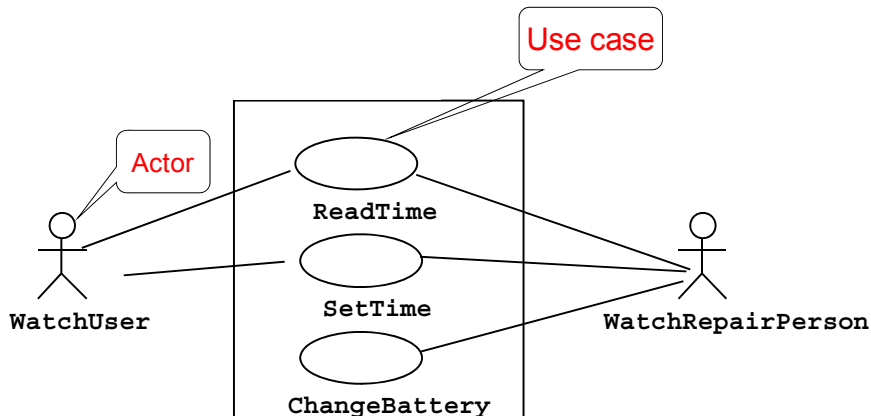 Use case
Actor
ReadTime
SetTime
WatchUser
WatchRepairPerson
ChangeBattery